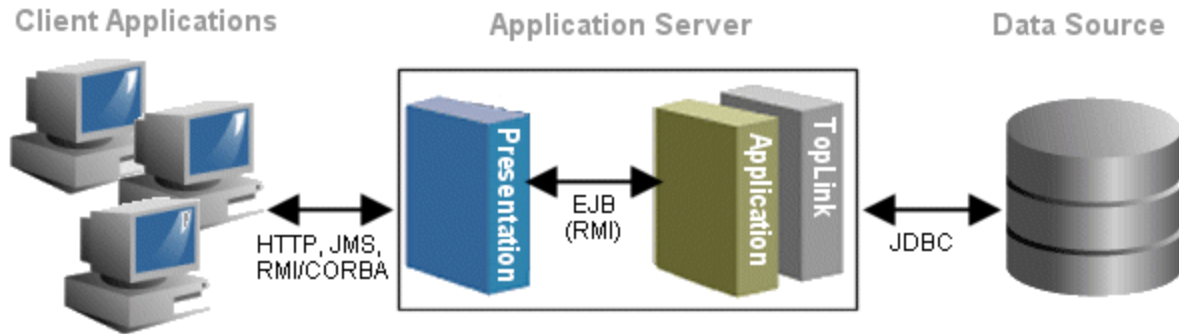 Client Applications
Application Server
Data Source
HTTP, JMS,
RMI/CORBA
Presentation
EJB
(RMI)
Application
TopLink
JDBC